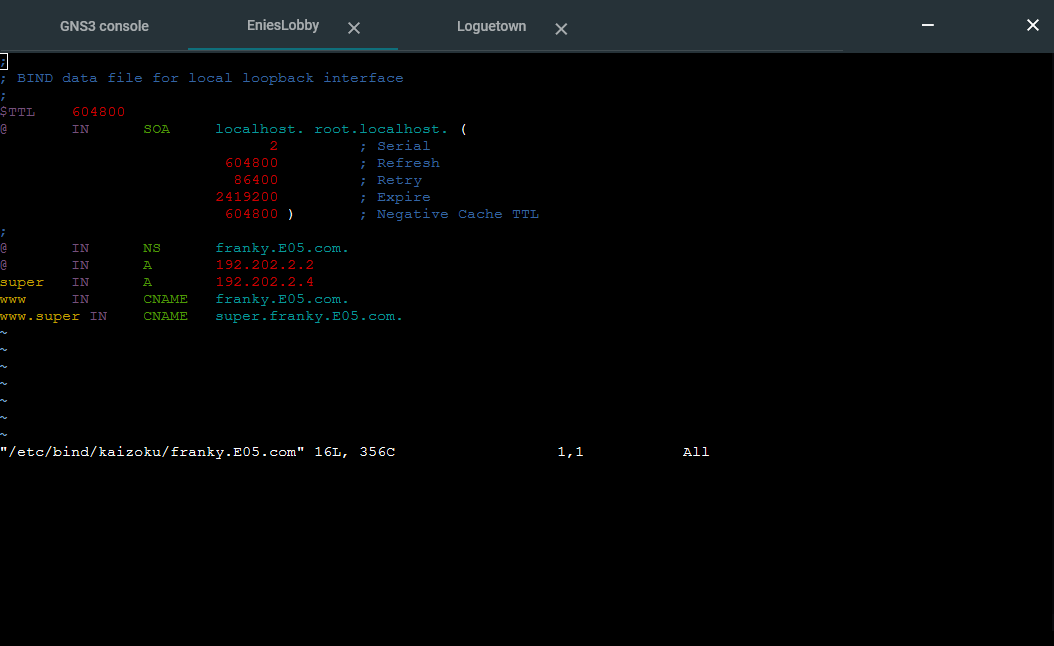 GNS3 console EniesLobby Loguetown
;
; BIND data file for local loopback interface
;
$TTL 604800
@ IN SOA localhost. root.localhost. (
2 ; Serial
604800 ; Refresh
86400 ; Retry
2419200 ; Expire
604800 ) ; Negative Cache TTL
;
@ IN NS franky.E05.com.
@ IN A 192.202.2.2
super IN A 192.202.2.4
www IN CNAME franky.E05.com.
www.super IN CNAME super.franky.E05.com.
~
~
~
~
~
~
~
"/etc/bind/kaizoku/franky.E05.com" 16L, 356C 1,1 All